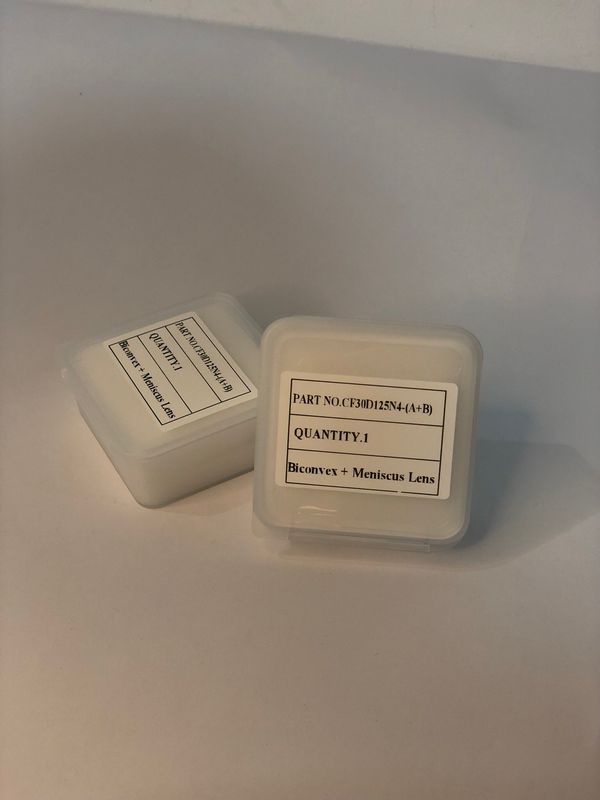 PART NO.CF30D125N4-(A+B)
QUANTITY.1
Biconvex + Meniscus Lens
PART NO.CF30D125N4-(A+B)
QUANTITY.1
Biconvex + Meniscus Lens